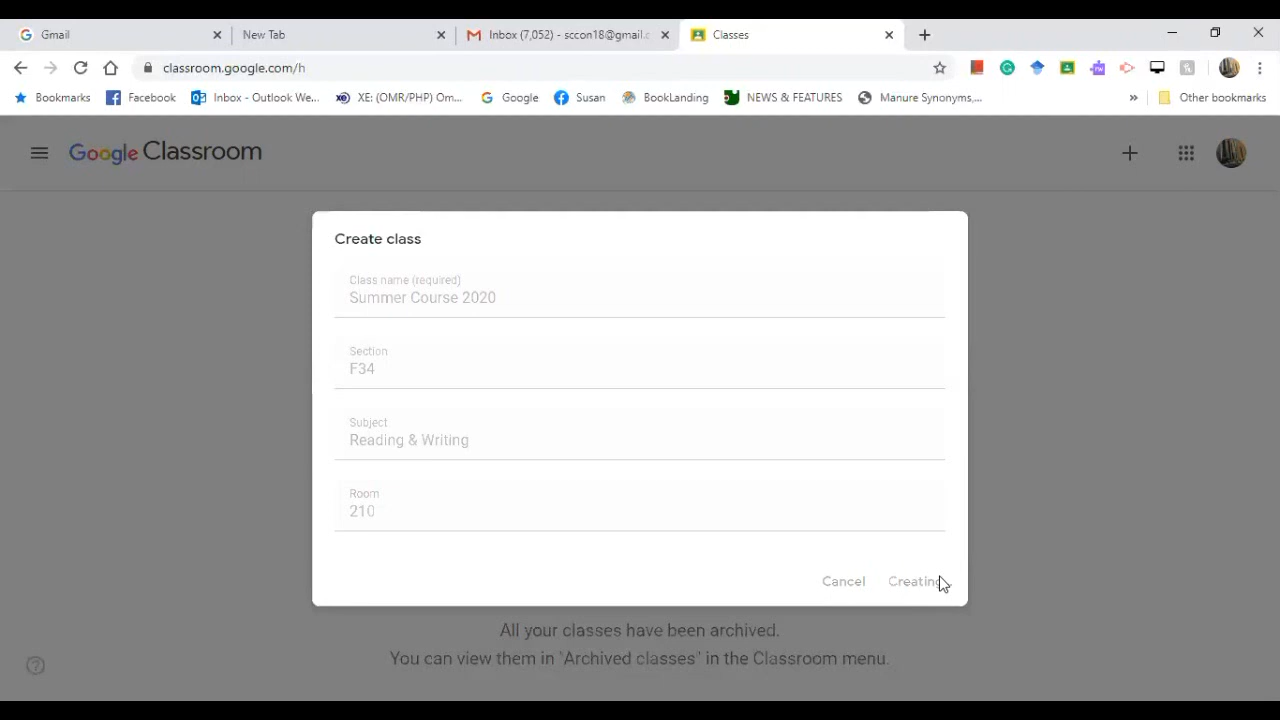 Gmail
New Tab
Inbox (7,052) - sccon18@gmail.c
Classes
classroom.google.com/h
Bookmarks
Facebook
Inbox - Outlook We...
XE: (OMR/PHP) Om...
Google
Susan
BookLanding
NEWS & FEATURES
Manure Synonyms,...
»
Other bookmarks
Google Classroom
Create class
Class name (required)
Summer Course 2020
Section
F34
Subject
Reading & Writing
Room
210
Cancel
Creating
All your classes have been archived.
You can view them in "Archived classes" in the Classroom menu.